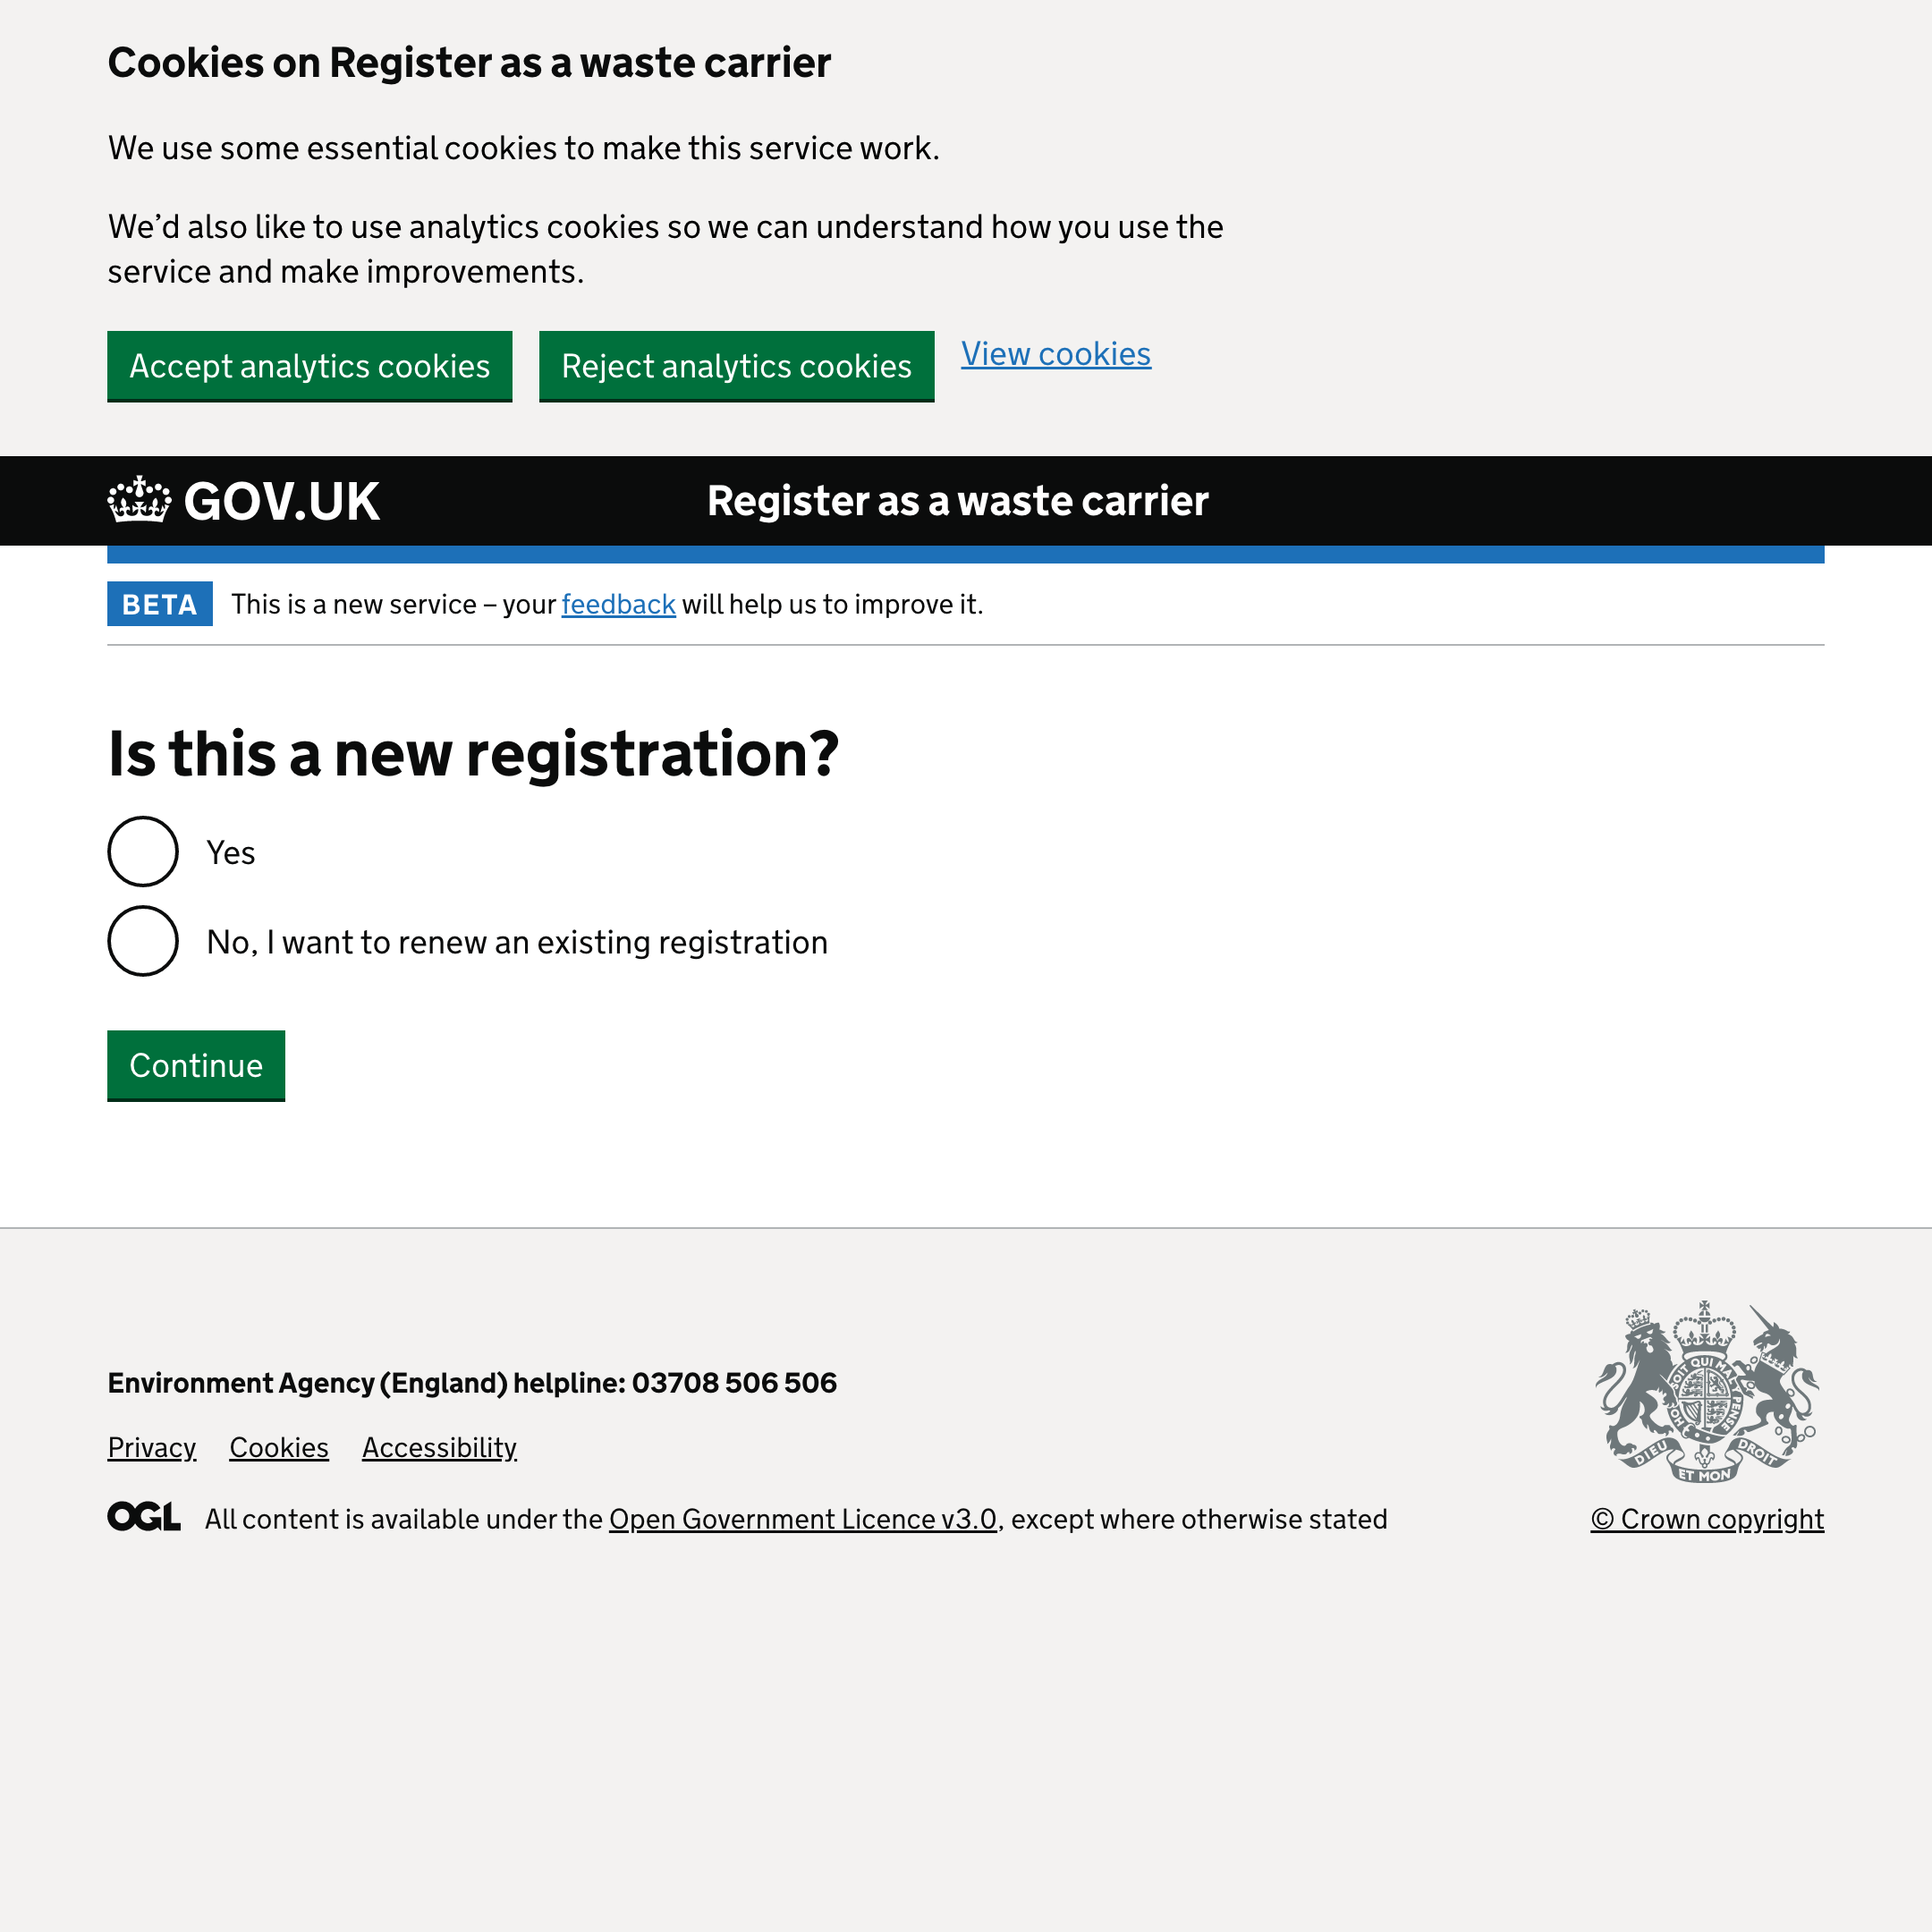 Cookies on Register as a waste carrier
We use some essential cookies to make this service work.
We’d also like to use analytics cookies so we can understand how you use the
service and make improvements.
Accept analytics cookies Reject analytics cookies View cookies
GOV.UK Register as a waste carrier
BETA This is a new service – your feedback will help us to improve it.
Is this a new registration?
Yes
No, I want to renew an existing registration
Continue
Environment Agency (England) helpline: 03708 506 506
Privacy Cookies Accessibility
OGL All content is available under the Open Government Licence v3.0, except where otherwise stated
SOIT QUI MAL Y PENSE
DIEU ET MON DROIT
© Crown copyright